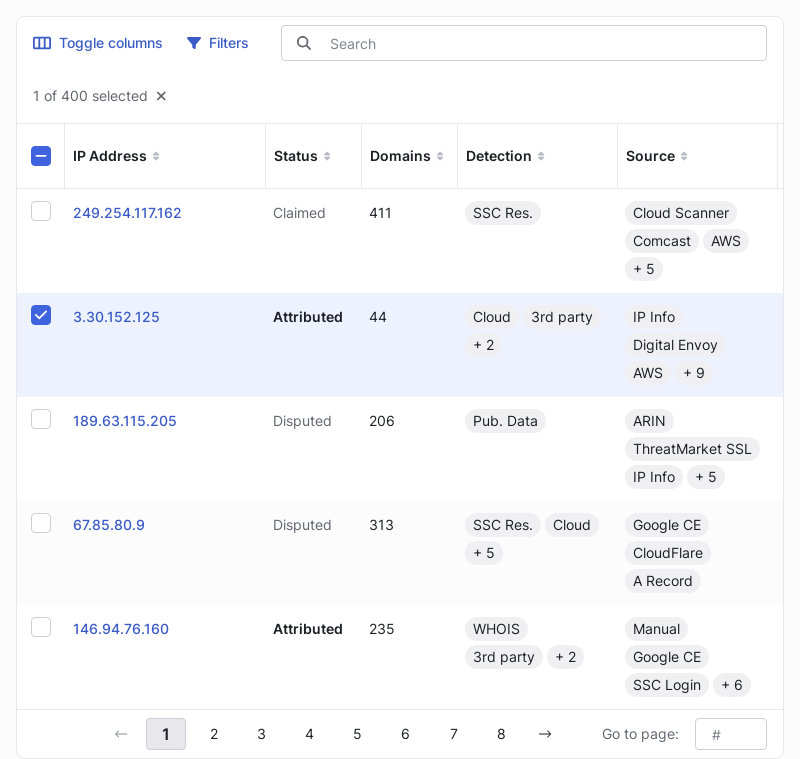 Toggle columns Filters Search
1 of 400 selected
IP Address Status Domains Detection Source
249.254.117.162 Claimed 411 SSC Res. Cloud Scanner
Comcast AWS
+ 5
3.30.152.125 Attributed 44 Cloud 3rd party IP Info
+ 2 Digital Envoy
AWS + 9
189.63.115.205 Disputed 206 Pub. Data ARIN
ThreatMarket SSL
IP Info + 5
67.85.80.9 Disputed 313 SSC Res. Cloud Google CE
+ 5 CloudFlare
A Record
146.94.76.160 Attributed 235 WHOIS Manual
3rd party + 2 Google CE
SSC Login + 6
← 1 2 3 4 5 6 7 8 → Go to page: #